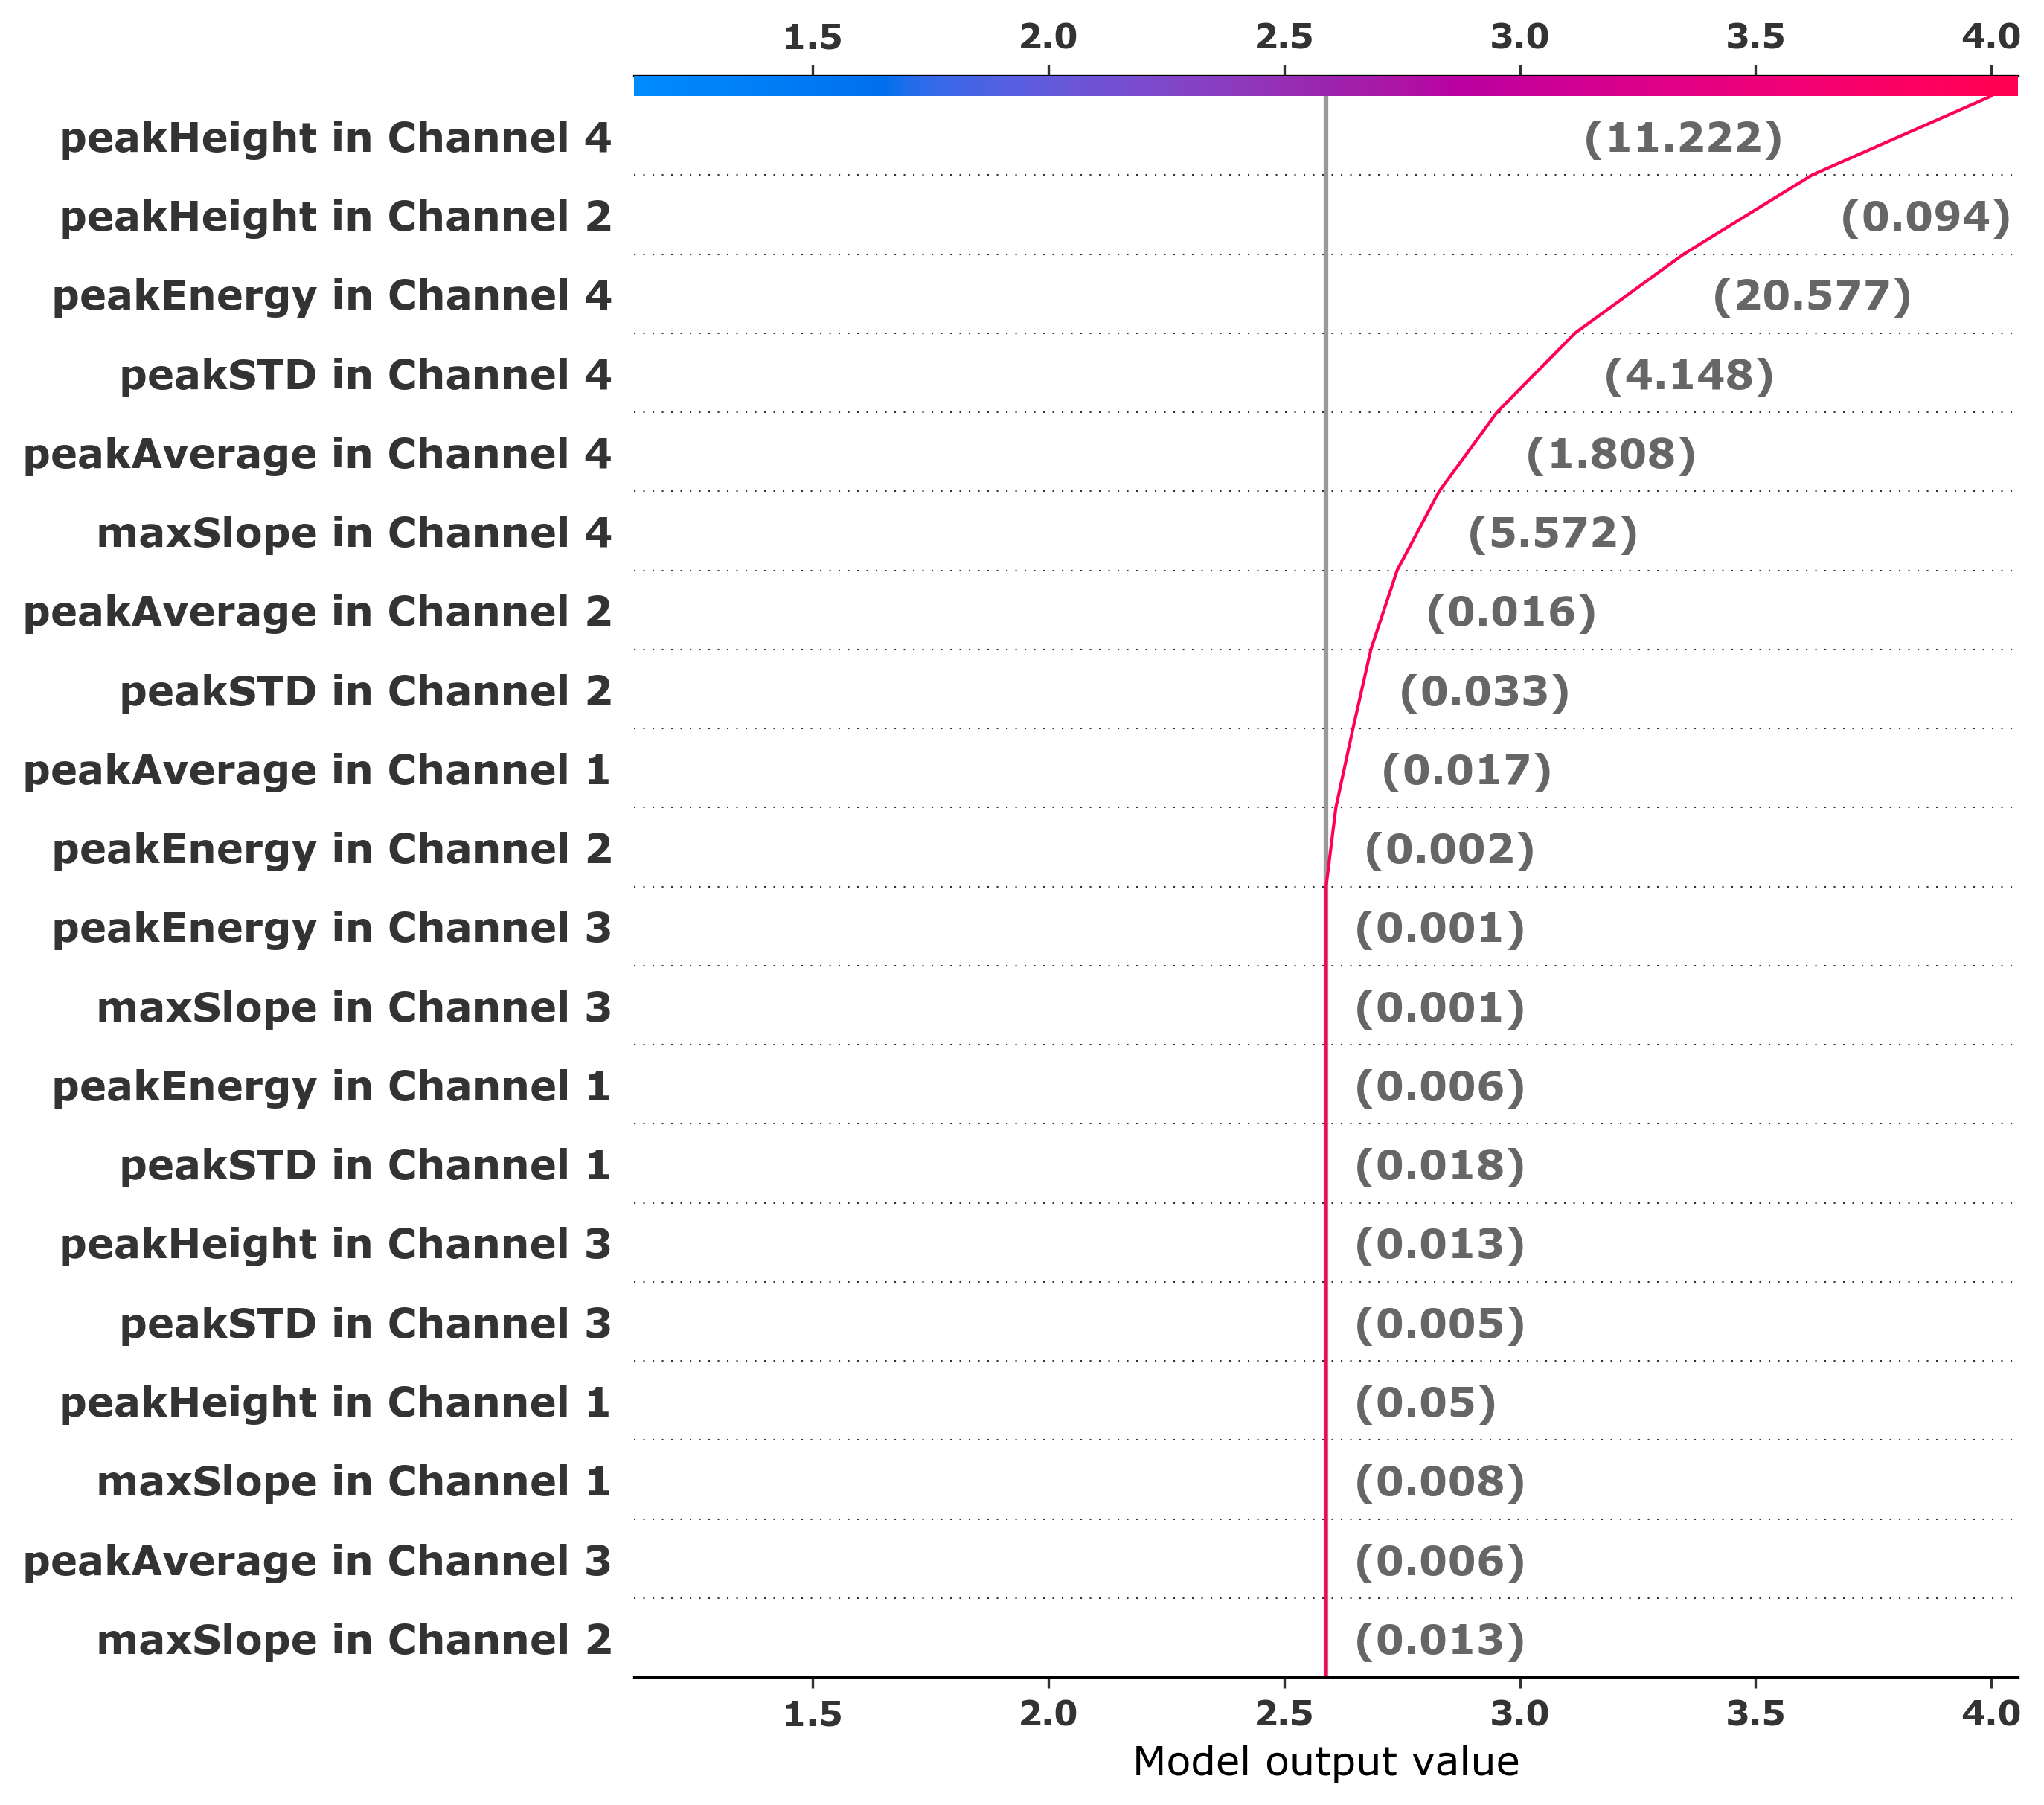 1.5 2.0 2.5 3.0 3.5 4.0
peakHeight in Channel 4 (11.222)
peakHeight in Channel 2 (0.094)
peakEnergy in Channel 4 (20.577)
peakSTD in Channel 4 (4.148)
peakAverage in Channel 4 (1.808)
maxSlope in Channel 4 (5.572)
peakAverage in Channel 2 (0.016)
peakSTD in Channel 2 (0.033)
peakAverage in Channel 1 (0.017)
peakEnergy in Channel 2 (0.002)
peakEnergy in Channel 3 (0.001)
maxSlope in Channel 3 (0.001)
peakEnergy in Channel 1 (0.006)
peakSTD in Channel 1 (0.018)
peakHeight in Channel 3 (0.013)
peakSTD in Channel 3 (0.005)
peakHeight in Channel 1 (0.05)
maxSlope in Channel 1 (0.008)
peakAverage in Channel 3 (0.006)
maxSlope in Channel 2 (0.013)
1.5 2.0 2.5 3.0 3.5 4.0
Model output value